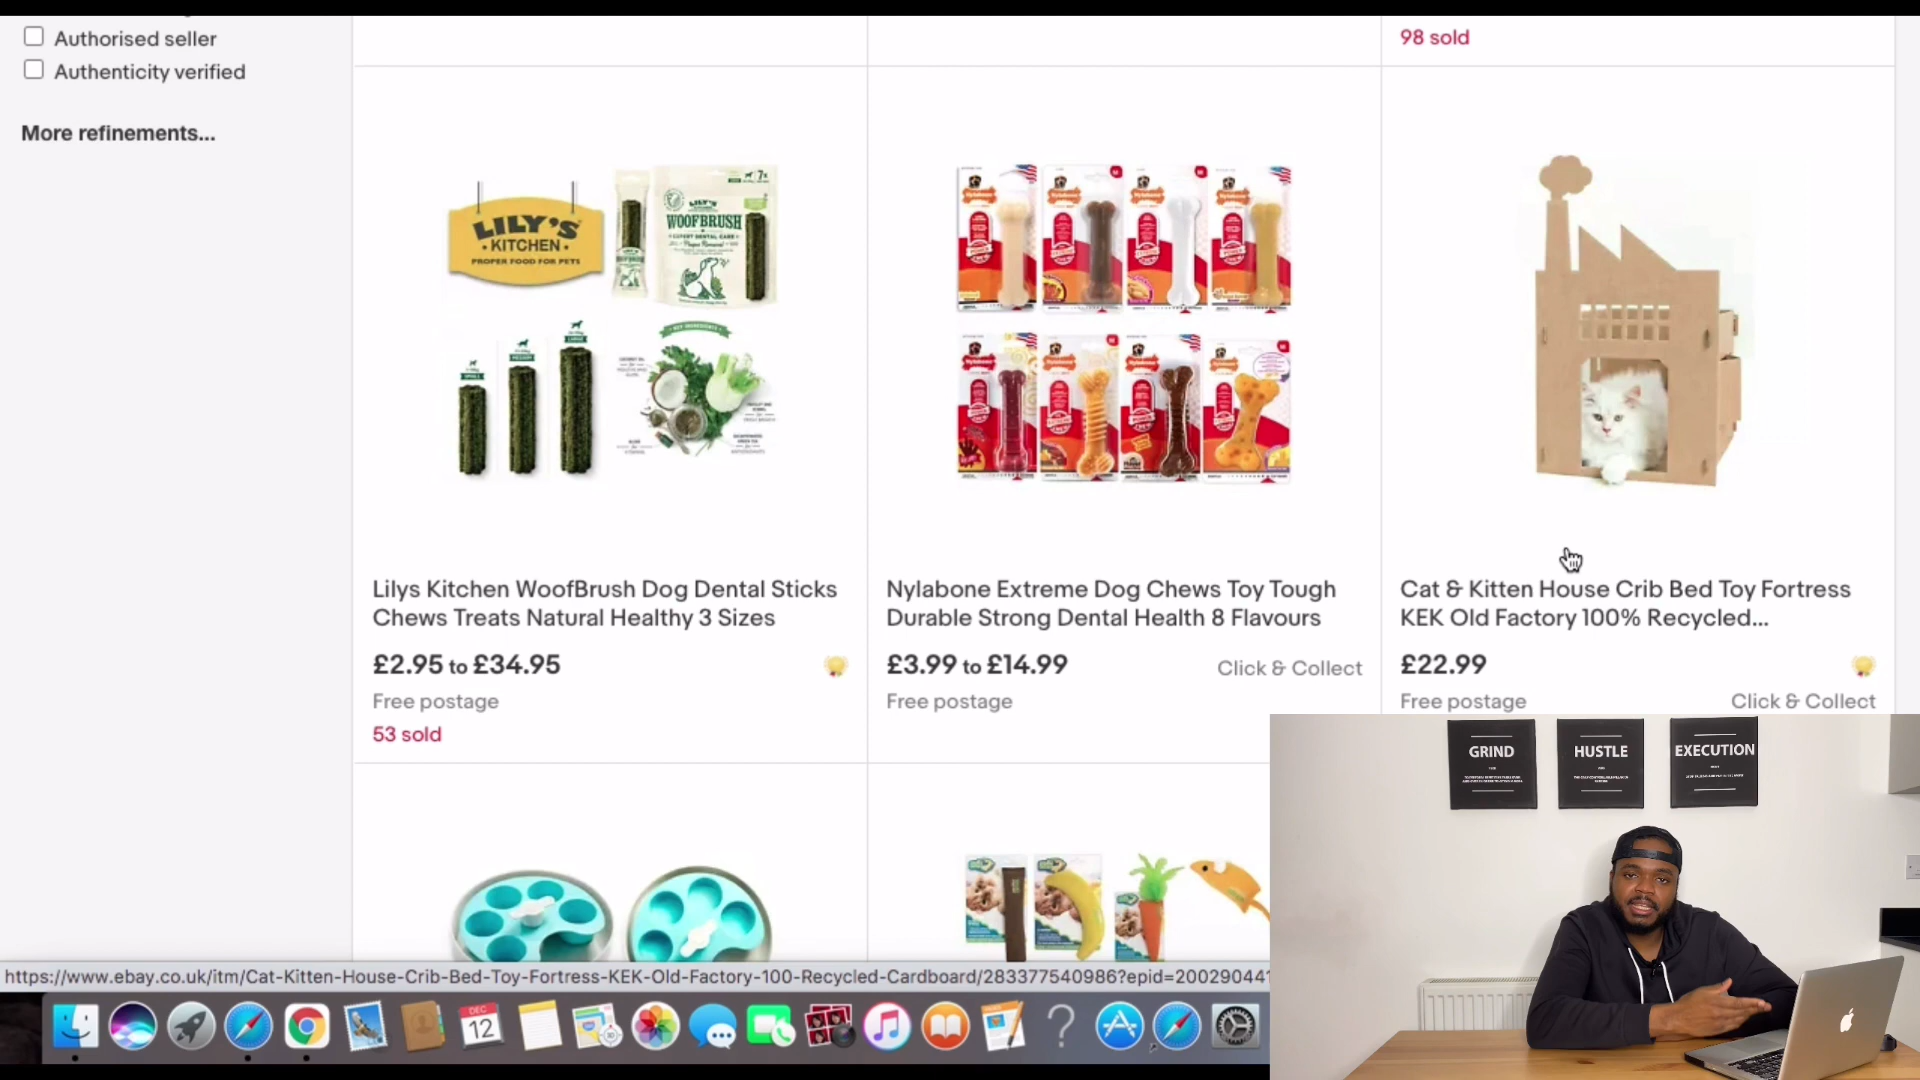 Authorised seller
Authenticity verified
More refinements...
98 sold
LILY'S
KITCHEN
PROPER FOOD FOR PETS
LILY'S
WOOFBRUSH
Lilys Kitchen WoofBrush Dog Dental Sticks
Chews Treats Natural Healthy 3 Sizes
£2.95 to £34.95
Free postage
53 sold
Nylabone Extreme Dog Chews Toy Tough
Durable Strong Dental Health 8 Flavours
£3.99 to £14.99
Click & Collect
Free postage
Cat & Kitten House Crib Bed Toy Fortress
KEK Old Factory 100% Recycled...
£22.99
Free postage
Click & Collect
GRIND
HUSTLE
EXECUTION
https://www.ebay.co.uk/itm/Cat-Kitten-House-Crib-Bed-Toy-Fortress-KEK-Old-Factory-100-Recycled-Cardboard/283377540986?epid=200290441
DEC
12